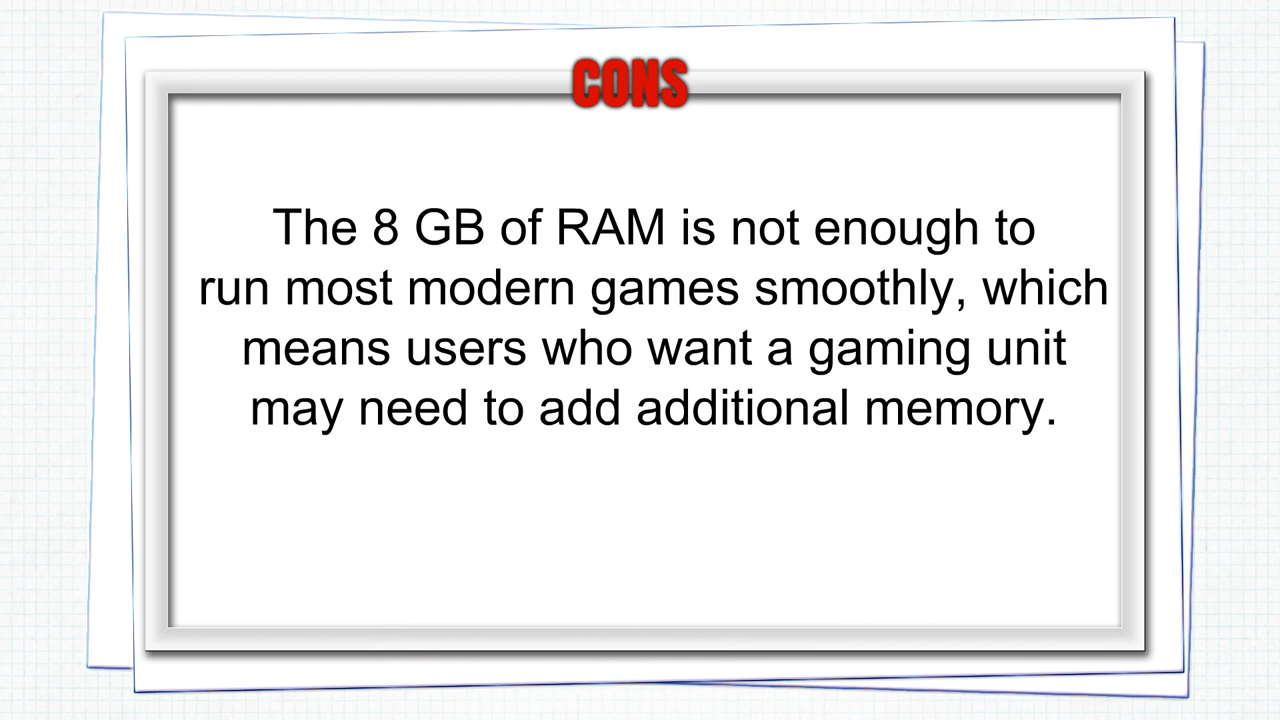 CONS
The 8 GB of RAM is not enough to
run most modern games smoothly, which
means users who want a gaming unit
may need to add additional memory.